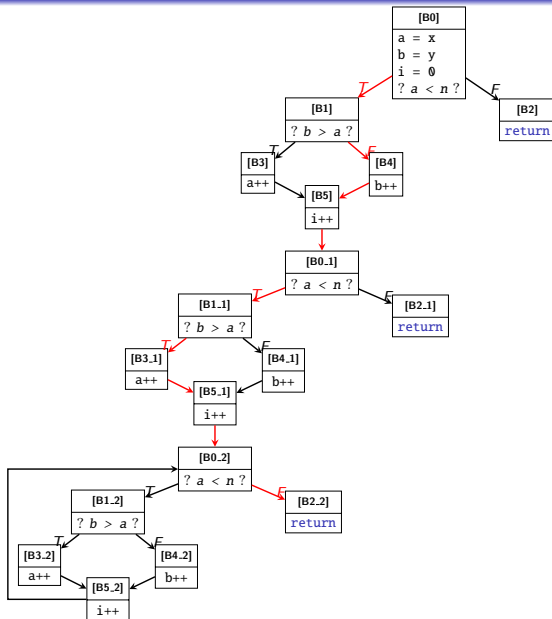 [B0]
a = x
b = y
i = 0
? a < n ?
T
F
[B1]
? b > a ?
[B2]
return
T
F
[B3]
a++
[B4]
b++
[B5]
i++
[B0_1]
? a < n ?
T
F
[B1_1]
? b > a ?
[B2_1]
return
T
F
[B3_1]
a++
[B4_1]
b++
[B5_1]
i++
[B0_2]
? a < n ?
T
F
[B1_2]
? b > a ?
[B2_2]
return
T
F
[B3_2]
a++
[B4_2]
b++
[B5_2]
i++